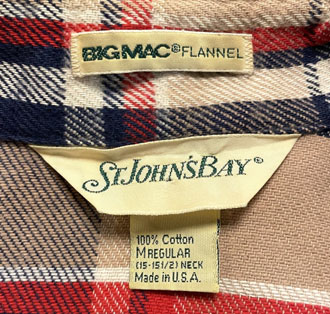 BIG MAC® FLANNEL
ST. JOHN'S BAY®
100% Cotton
M REGULAR
(15-15 1/2) NECK
Made in U.S.A.